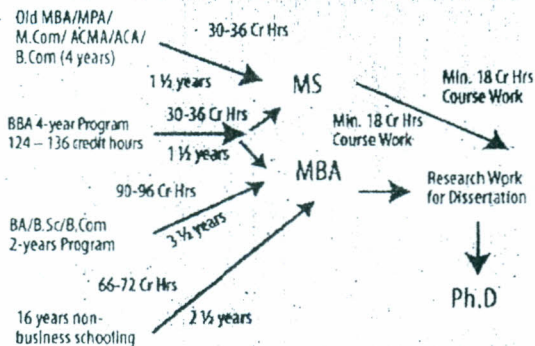 Old MBA/MPA/
M.Com/ ACMA/ACA/
B.Com (4 years)
30-36 Cr Hrs
1 ½ years
MS
Min. 18 Cr Hrs
Course Work
BBA 4-year Program
124 – 136 credit hours
30-36 Cr Hrs
1 ½ years
Min. 18 Cr Hrs
Course Work
MBA
Research Work
for Dissertation
90-96 Cr Hrs
BA/B.Sc/B.Com
2-years Program
3 ½ years
66-72 Cr Hrs
Ph.D
16 years non-
business schooting
2 ½ years